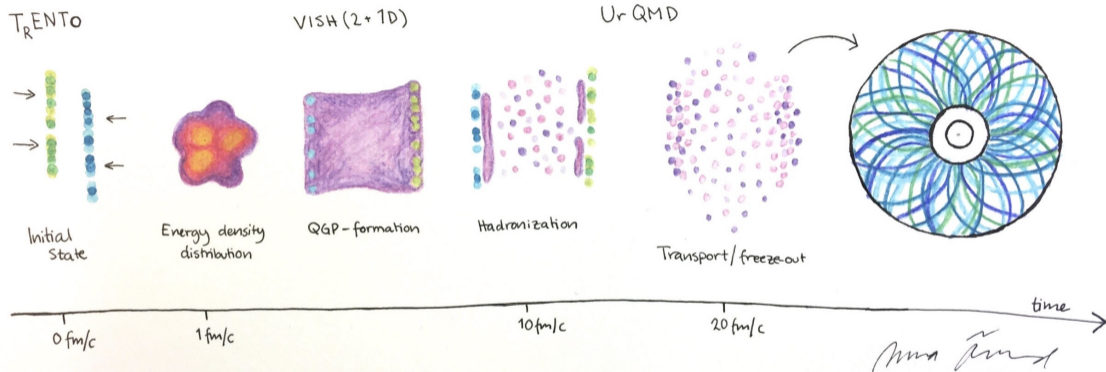 TRENTo
VISH (2+1D)
UrQMD
Initial
State
Energy density
distribution
QGP-formation
Hadronization
Transport/freeze-out
time
0 fm/c
1 fm/c
10 fm/c
20 fm/c